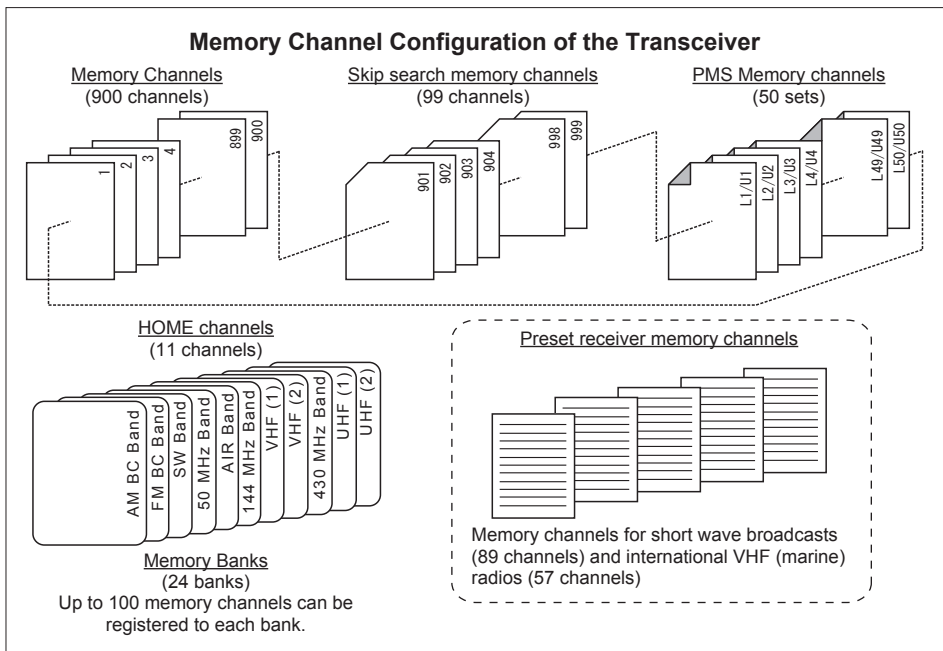 Memory Channel Configuration of the Transceiver
Memory Channels
(900 channels)
1
2
3
4
899
900
Skip search memory channels
(99 channels)
901
902
903
904
998
999
PMS Memory channels
(50 sets)
L1/U1
L2/U2
L3/U3
L4/U4
L49/U49
L50/U50
HOME channels
(11 channels)
AM BC Band
FM BC Band
SW Band
50 MHz Band
AIR Band
144 MHz Band
VHF (1)
VHF (2)
430 MHz Band
UHF (1)
UHF (2)
Memory Banks
(24 banks)
Up to 100 memory channels can be
registered to each bank.
Preset receiver memory channels
Memory channels for short wave broadcasts
(89 channels) and international VHF (marine)
radios (57 channels)